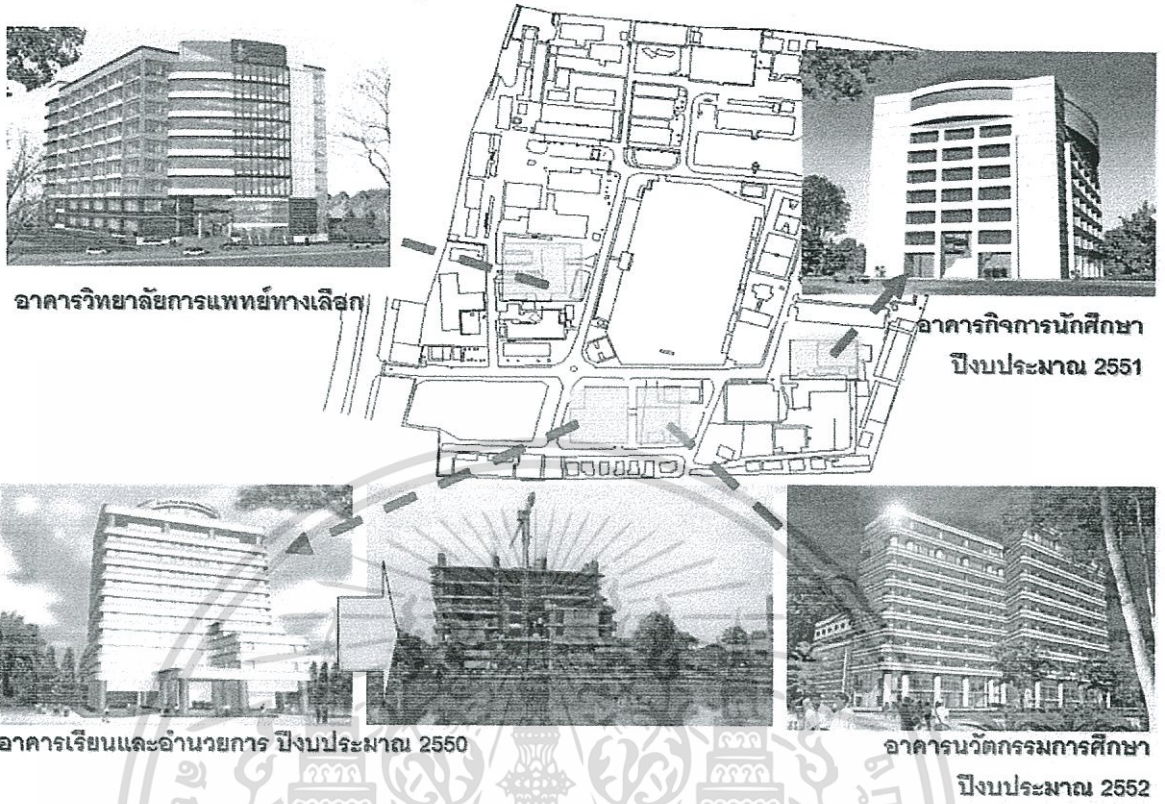 อาคารวิทยาลัยการแพทย์ทางเลือก
อาคารกิจการนักศึกษา
ปีงบประมาณ 2551
อาคารเรียนและอำนวยการ ปีงบประมาณ 2550
อาคารนวัตกรรมการศึกษา
ปีงบประมาณ 2552